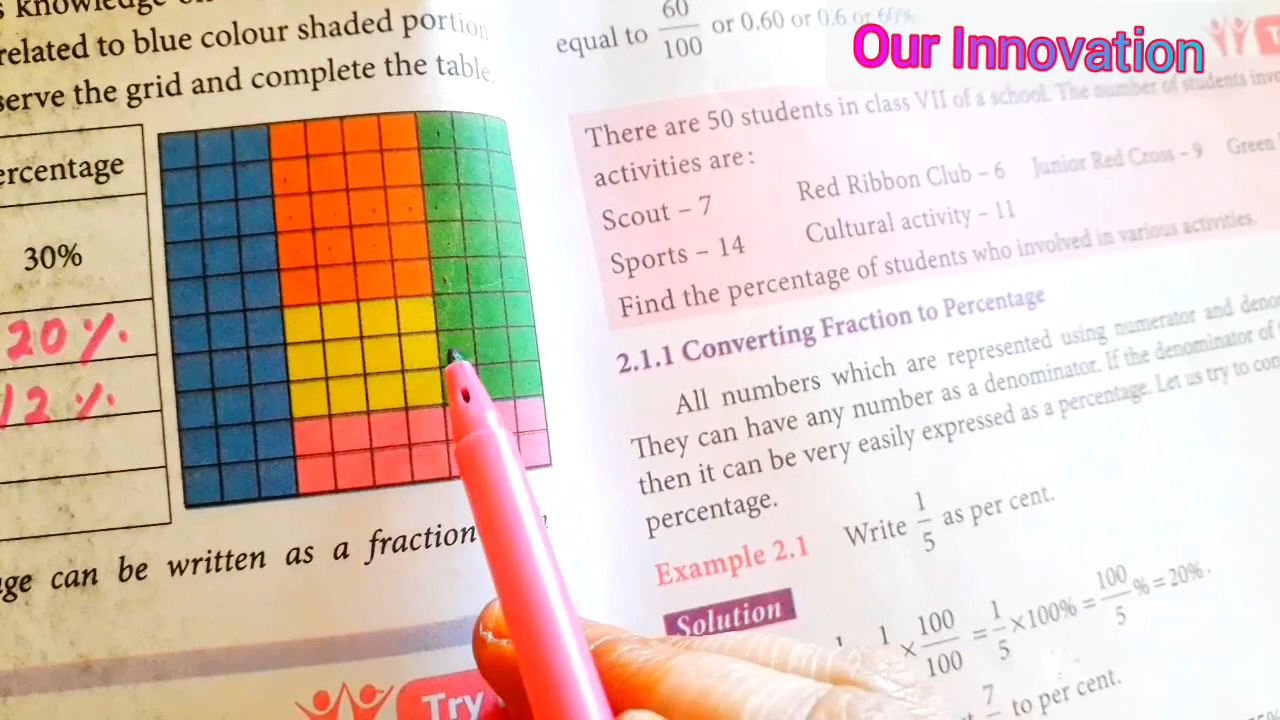 related to blue colour shaded portion
serve the grid and complete the table.
ercentage
30%
20%
12%
ge can be written as a fraction
Try
equal to 60/100 or 0.60 or 0.6 or 60%
Our Innovation
There are 50 students in class VII of a school. The number of students
activities are:
Scout – 7 Red Ribbon Club – 6 Junior Red Cross – 9 Green
Sports – 14 Cultural activity – 11
Find the percentage of students who involved in various activities.
2.1.1 Converting Fraction to Percentage
All numbers which are represented using numerator and
They can have any number as a denominator. If the denominator of
then it can be very easily expressed as a percentage. Let us try to
percentage.
Example 2.1 Write 1/5 as per cent.
Solution
1/5 × 100/100 = 1/5 × 100% = 100/5 % = 20%.
7 to per cent.